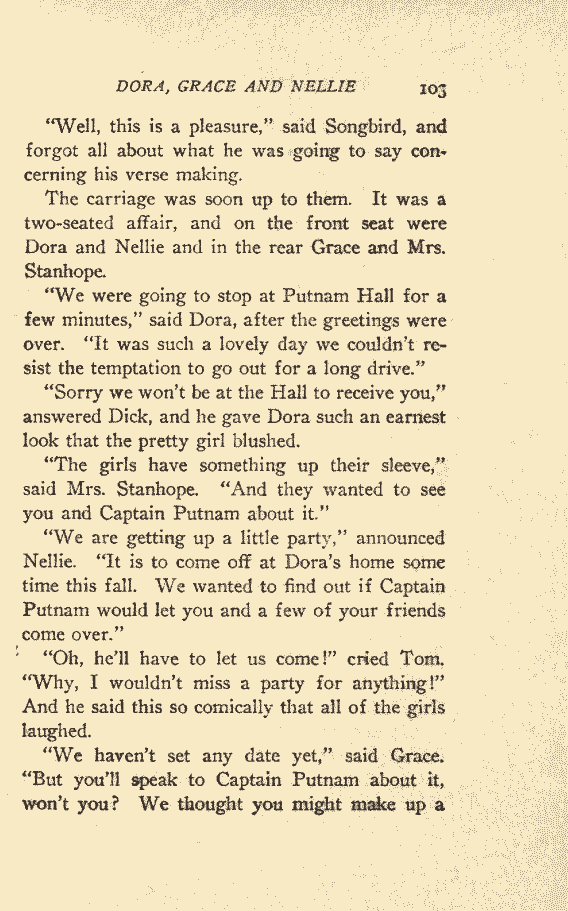 DORA, GRACE AND NELLIE 103
“Well, this is a pleasure,” said Songbird, and
forgot all about what he was going to say con-
cerning his verse making.
The carriage was soon up to them. It was a
two-seated affair, and on the front seat were
Dora and Nellie and in the rear Grace and Mrs.
Stanhope.
“We were going to stop at Putnam Hall for a
few minutes,” said Dora, after the greetings were
over. “It was such a lovely day we couldn’t re-
sist the temptation to go out for a long drive.”
“Sorry we won’t be at the Hall to receive you,”
answered Dick, and he gave Dora such an earnest
look that the pretty girl blushed.
“The girls have something up their sleeve,”
said Mrs. Stanhope. “And they wanted to see
you and Captain Putnam about it.”
“We are getting up a little party,” announced
Nellie. “It is to come off at Dora’s home some
time this fall. We wanted to find out if Captain
Putnam would let you and a few of your friends
come over.”
“Oh, he’ll have to let us come!” cried Tom.
“Why, I wouldn’t miss a party for anything!”
And he said this so comically that all of the girls
laughed.
“We haven’t set any date yet,” said Grace.
“But you’ll speak to Captain Putnam about it,
won’t you? We thought you might make up a